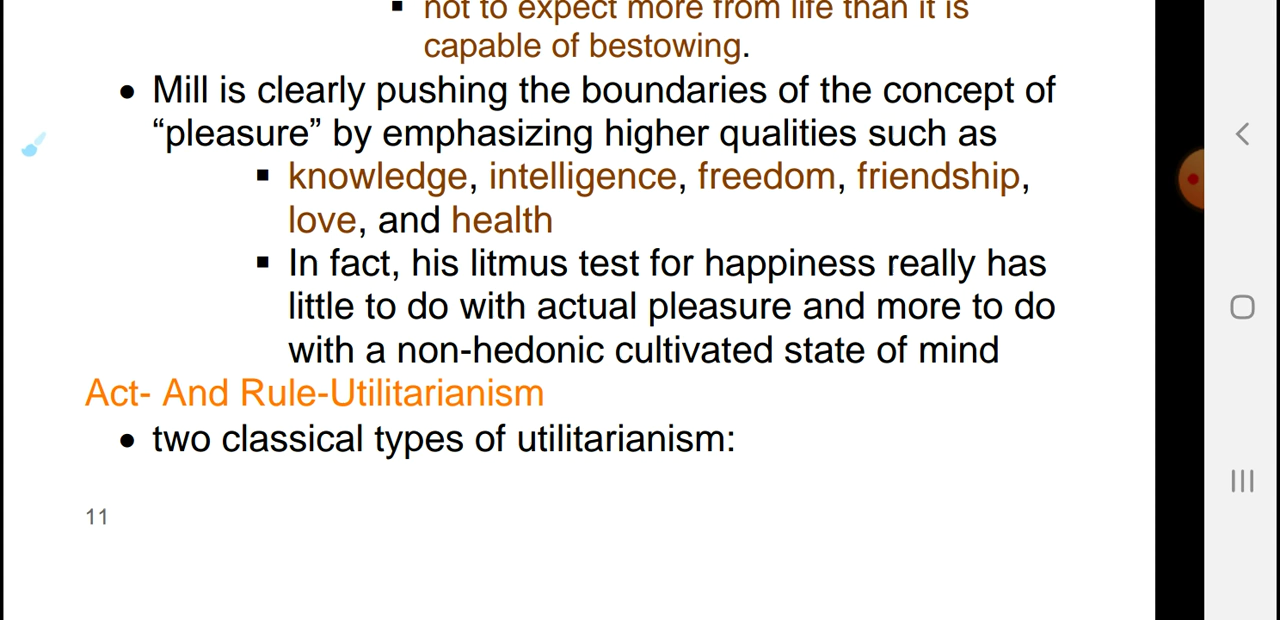 ▪ not to expect more from life than it is
capable of bestowing.
• Mill is clearly pushing the boundaries of the concept of
“pleasure” by emphasizing higher qualities such as
▪ knowledge, intelligence, freedom, friendship,
love, and health
▪ In fact, his litmus test for happiness really has
little to do with actual pleasure and more to do
with a non-hedonic cultivated state of mind
Act- And Rule-Utilitarianism
• two classical types of utilitarianism:
11